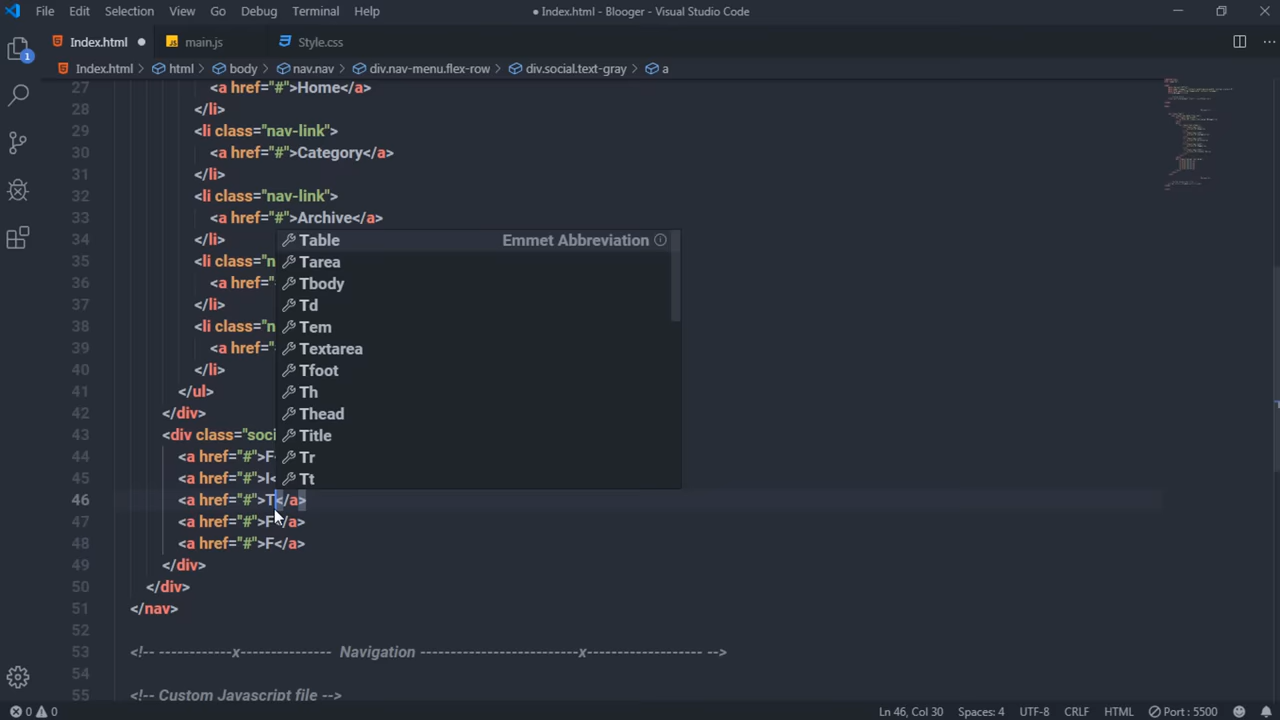 File Edit Selection View Go Debug Terminal Help ● Index.html - Blooger - Visual Studio Code
Index.html ● main.js Style.css
Index.html > html > body > nav.nav > div.nav-menu.flex-row > div.social.text-gray > a
27 <a href="#">Home</a>
28 </li>
29 <li class="nav-link">
30 <a href="#">Category</a>
31 </li>
32 <li class="nav-link">
33 <a href="#">Archive</a>
34 </li>
35 <li class="n
36 <a href="
37 </li>
38 <li class="n
39 <a href="
40 </li>
41 </ul>
42 </div>
43 <div class="soci
44 <a href="#">F
45 <a href="#">I<
46 <a href="#">T</a>
47 <a href="#">F</a>
48 <a href="#">F</a>
49 </div>
50 </div>
51 </nav>
52
53 <!-- ------------x--------------- Navigation --------------------------x------------------- -->
54
55 <!-- Custom Javascript file -->
Table Emmet Abbreviation
Tarea
Tbody
Td
Tem
Textarea
Tfoot
Th
Thead
Title
Tr
Tt
1
0 0 Ln 46, Col 30 Spaces: 4 UTF-8 CRLF HTML Port : 5500